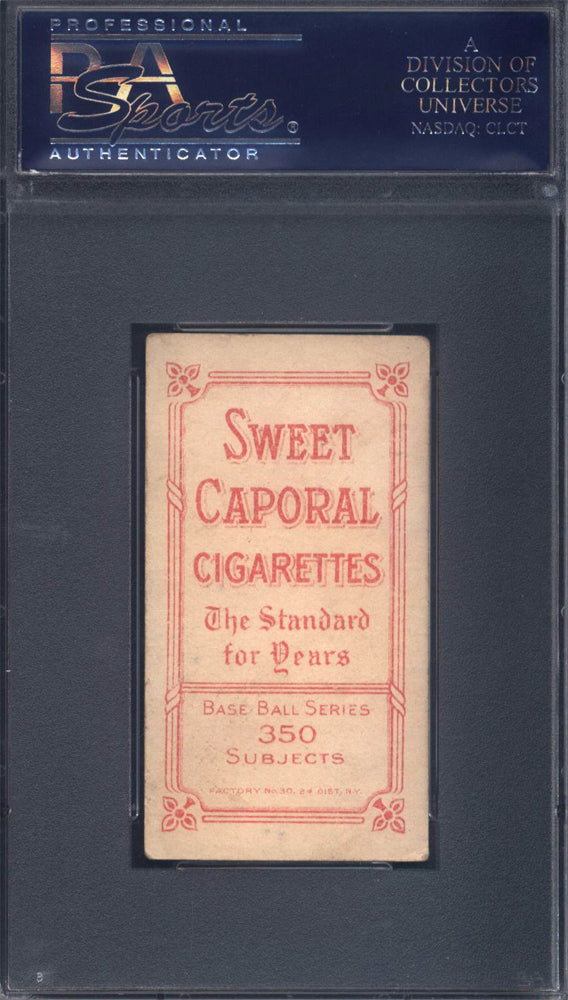 PROFESSIONAL
PSA
Sports®
AUTHENTICATOR
A
DIVISION OF
COLLECTORS
UNIVERSE
NASDAQ: CLCT
SWEET
CAPORAL
CIGARETTES
The Standard
for Years
BASE BALL SERIES
350
SUBJECTS
FACTORY No 30, 2d DIST, N.Y.